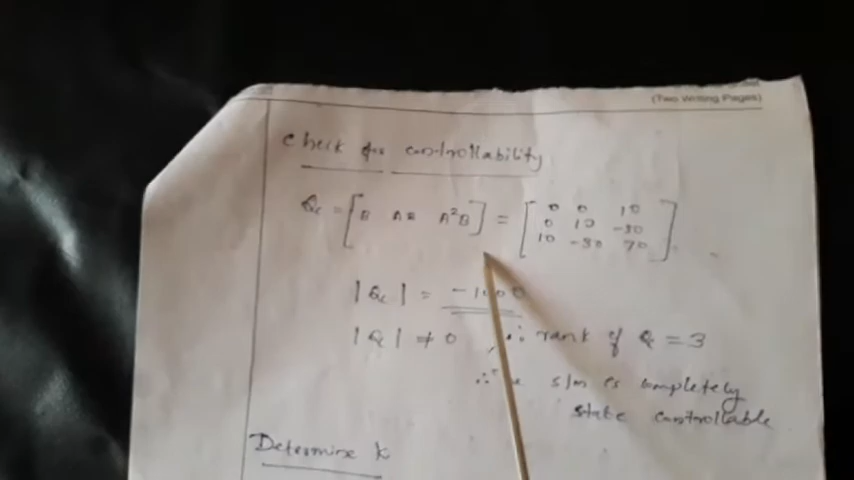 (Two Writing Pages)
Check for controllability
Qc = [B AB A²B] = [0 0 10
0 10 -30
10 -30 70]
|Qc| = -1000
|Q| ≠ 0 ∴ rank of Q = 3
∴ s/m is completely
state controllable
Determine K